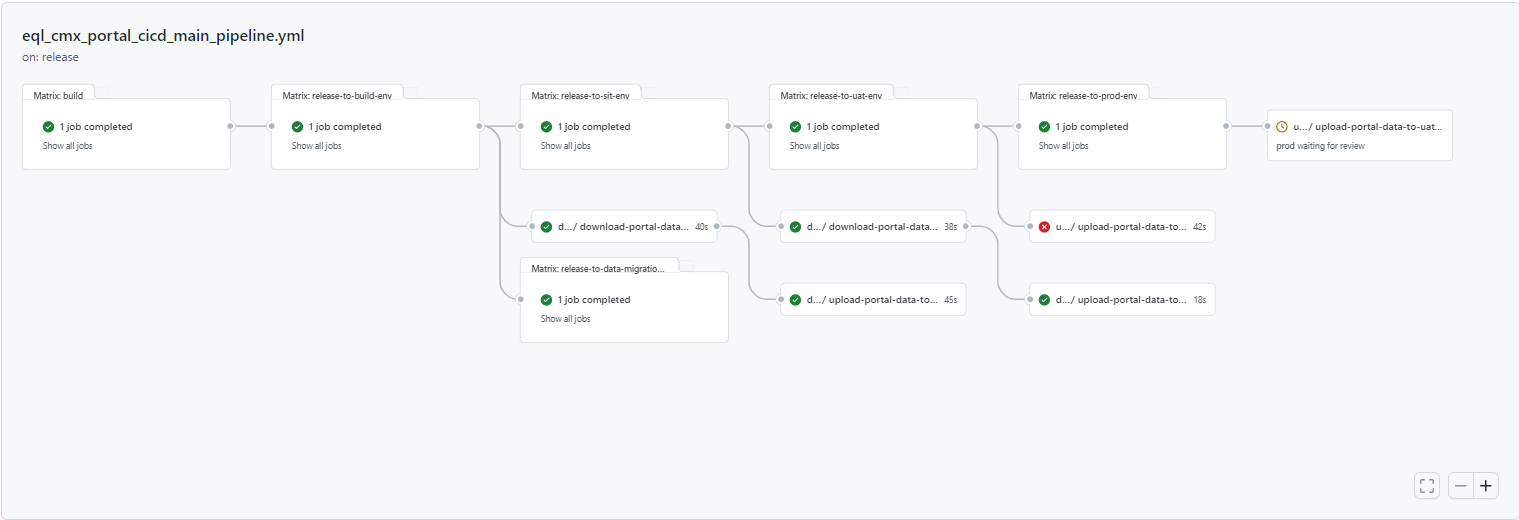 eql_cmx_portal_cicd_main_pipeline.yml
on: release
Matrix: build
1 job completed
Show all jobs
Matrix: release-to-build-env
1 job completed
Show all jobs
Matrix: release-to-sit-env
1 job completed
Show all jobs
Matrix: release-to-uat-env
1 job completed
Show all jobs
Matrix: release-to-prod-env
1 job completed
Show all jobs
u.../ upload-portal-data-to-uat...
prod waiting for review
d.../ download-portal-data... 40s
d.../ download-portal-data... 38s
u.../ upload-portal-data-to... 42s
Matrix: release-to-data-migratio...
1 job completed
Show all jobs
d.../ upload-portal-data-to... 45s
d.../ upload-portal-data-to... 18s